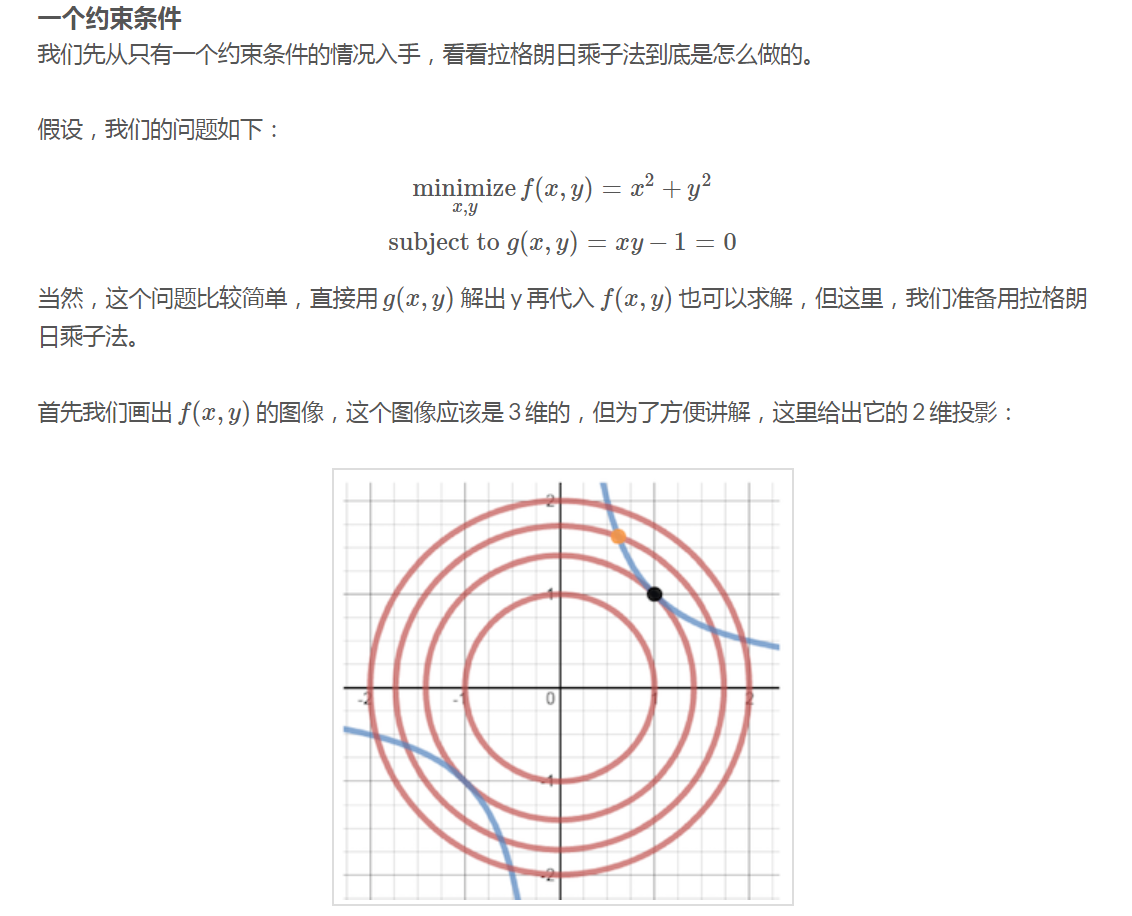 一个约束条件
我们先从只有一个约束条件的情况入手，看看拉格朗日乘子法到底是怎么做的。
假设，我们的问题如下：
minimize f(x, y) = x² + y²
x,y
subject to g(x, y) = xy − 1 = 0
当然，这个问题比较简单，直接用 g(x, y) 解出 y 再代入 f(x, y) 也可以求解，但这里，我们准备用拉格朗
日乘子法。
首先我们画出 f(x, y) 的图像，这个图像应该是 3 维的，但为了方便讲解，这里给出它的 2 维投影：
2
1
-2 -1 0 1 2
-1
-2